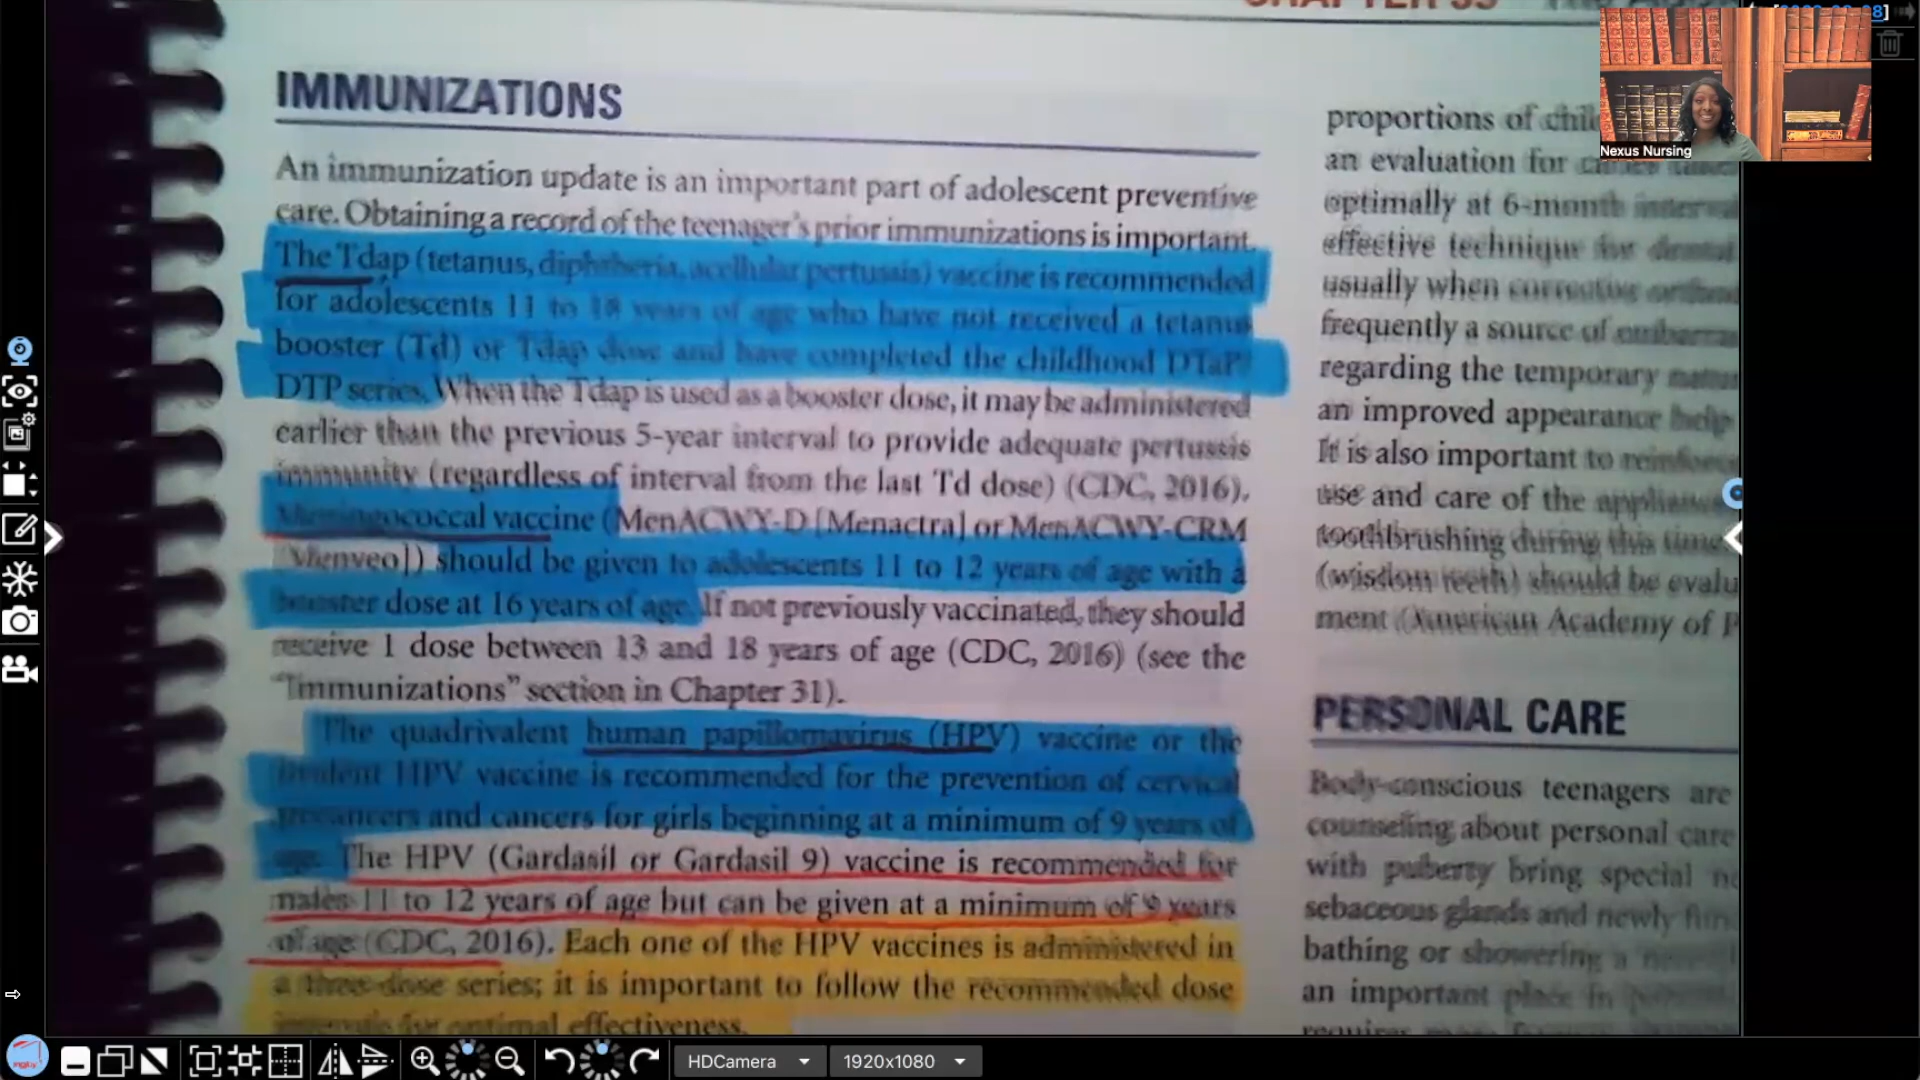 CHAPTER 35
IMMUNIZATIONS
An immunization update is an important part of adolescent preventive
care. Obtaining a record of the teenager's prior immunizations is important.
The Tdap (tetanus, diphtheria, acellular pertussis) vaccine is recommended
for adolescents 11 to 18 years of age who have not received a tetanus
booster (Td) or Tdap dose and have completed the childhood DTaP/
DTP series. When the Tdap is used as a booster dose, it may be administered
earlier than the previous 5-year interval to provide adequate pertussis
immunity (regardless of interval from the last Td dose) (CDC, 2016).
Meningococcal vaccine (MenACWY-D [Menactra] or MenACWY-CRM
[Menveo]) should be given to adolescents 11 to 12 years of age with a
booster dose at 16 years of age. If not previously vaccinated, they should
receive 1 dose between 13 and 18 years of age (CDC, 2016) (see the
"Immunizations" section in Chapter 31).
The quadrivalent human papillomavirus (HPV) vaccine or the
bivalent HPV vaccine is recommended for the prevention of cervical
precancers and cancers for girls beginning at a minimum of 9 years of
age. The HPV (Gardasil or Gardasil 9) vaccine is recommended for
males 11 to 12 years of age but can be given at a minimum of 9 years
of age (CDC, 2016). Each one of the HPV vaccines is administered in
a three-dose series; it is important to follow the recommended dose
intervals for optimal effectiveness.
proportions of chil
an evaluation for
optimally at 6-month
effective technique for dental
usually when corrective
frequently a source of
regarding the temporary
an improved appearance help
It is also important to reinforce
use and care of the appliance
toothbrushing during this time
(wisdom teeth) should be evalu
ment (American Academy of P
PERSONAL CARE
Body-conscious teenagers are
counseling about personal care
with puberty bring special
sebaceous glands and newly
bathing or showering a
an important place in
Nexus Nursing
HDCamera
1920x1080